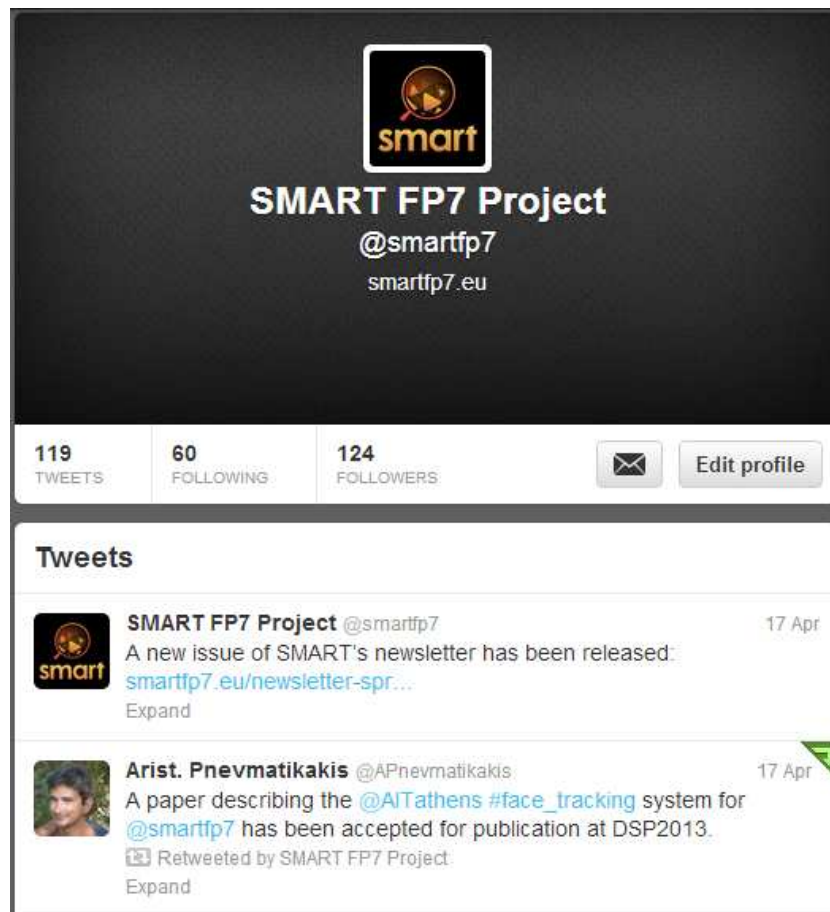 smart
SMART FP7 Project
@smartfp7
smartfp7.eu
119
TWEETS
60
FOLLOWING
124
FOLLOWERS
Edit profile
Tweets
smart
SMART FP7 Project @smartfp7 17 Apr
A new issue of SMART's newsletter has been released:
smartfp7.eu/newsletter-spr...
Expand
Arist. Pnevmatikakis @APnevmatikakis 17 Apr
A paper describing the @AITathens #face_tracking system for
@smartfp7 has been accepted for publication at DSP2013.
Retweeted by SMART FP7 Project
Expand